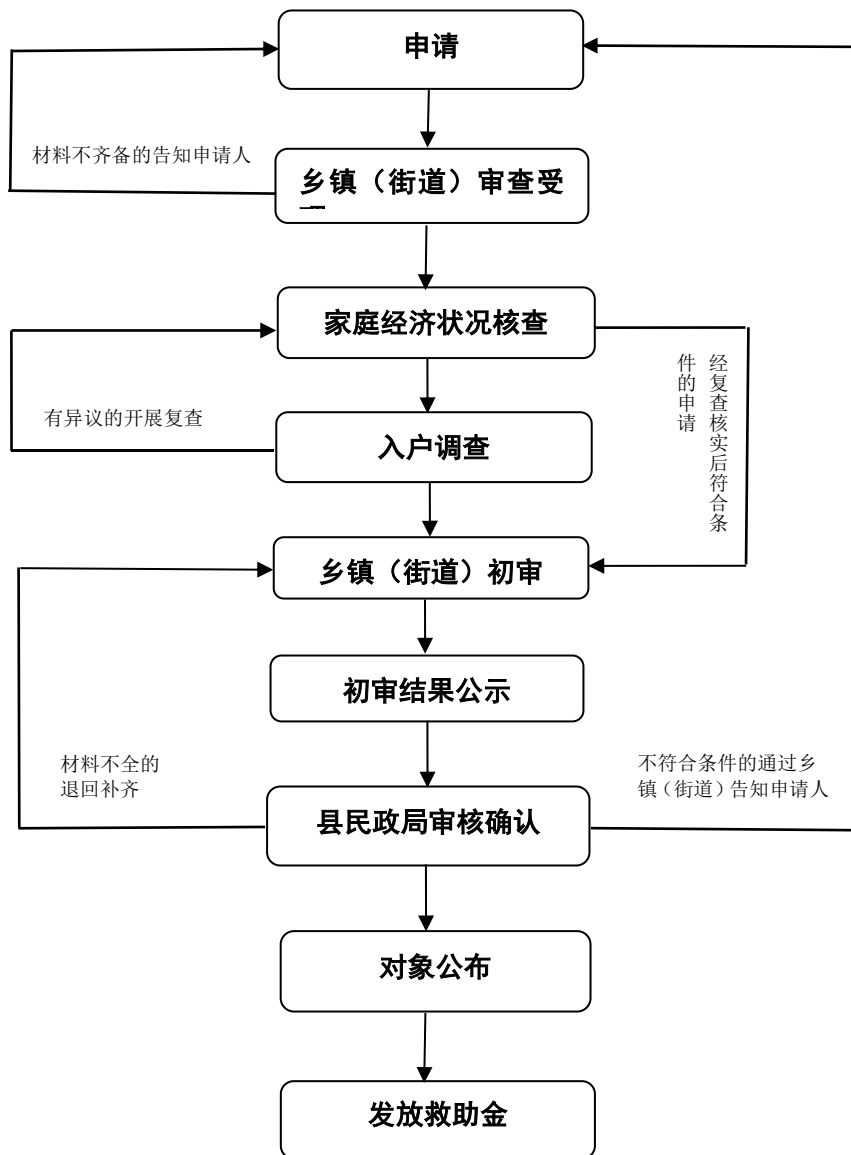 申请
材料不齐备的告知申请人
乡镇（街道）审查受
家庭经济状况核查
经复查核实后符合条
件的申请
有异议的开展复查
入户调查
乡镇（街道）初审
初审结果公示
材料不全的
退回补齐
不符合条件的通过乡
镇（街道）告知申请人
县民政局审核确认
对象公布
发放救助金